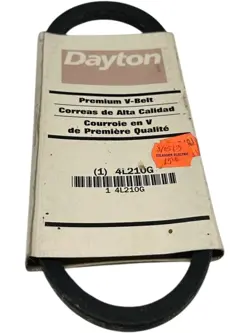 Dayton
Premium V-Belt
Correas de Alta Calidad
Courroie en V
de Première Qualité
(1) 4L210G
1 4L210G